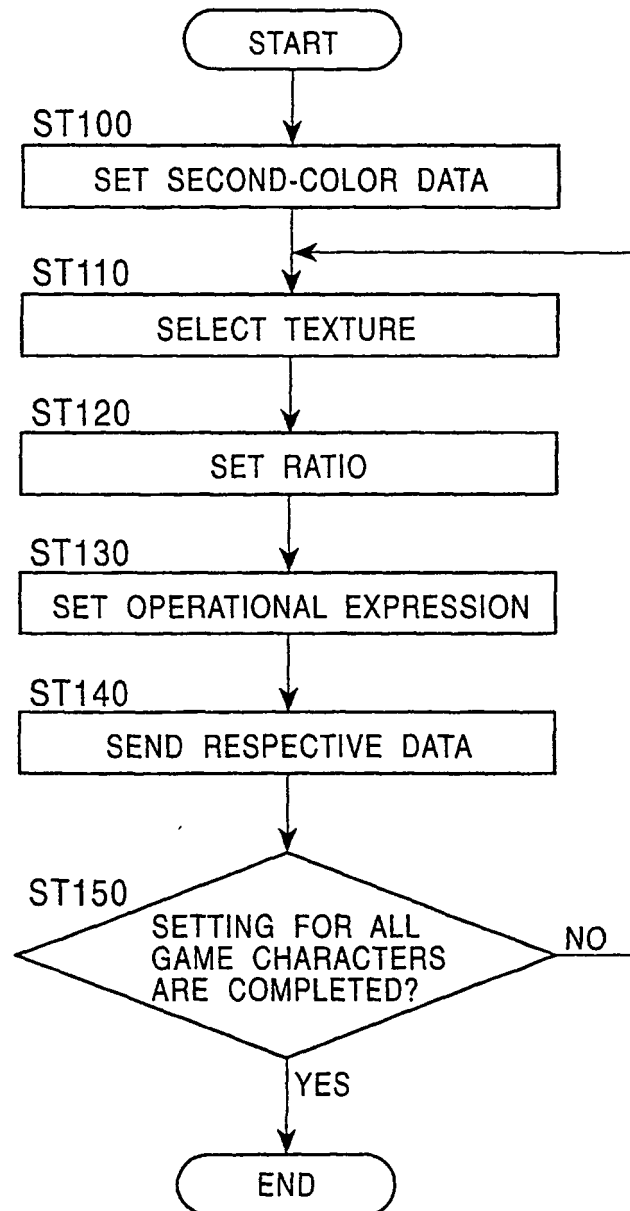 START
ST100
SET SECOND-COLOR DATA
ST110
SELECT TEXTURE
ST120
SET RATIO
ST130
SET OPERATIONAL EXPRESSION
ST140
SEND RESPECTIVE DATA
ST150
SETTING FOR ALL
GAME CHARACTERS
ARE COMPLETED?
NO
YES
END